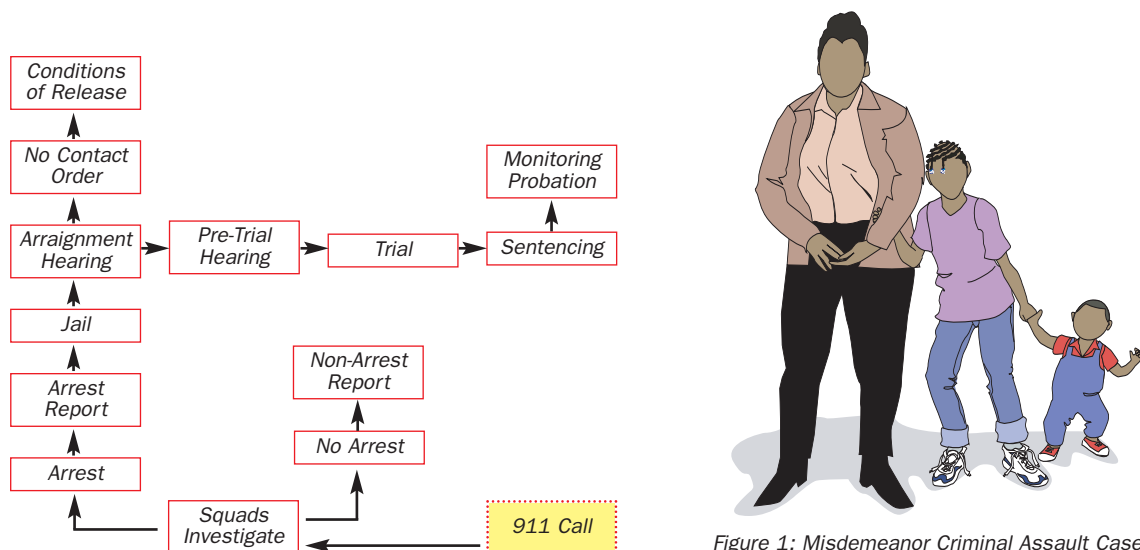 Conditions
of Release
No Contact
Order
Monitoring
Probation
Arraignment
Hearing
Pre-Trial
Hearing
Trial
Sentencing
Jail
Non-Arrest
Report
Arrest
Report
No Arrest
Arrest
Squads
Investigate
911 Call
Figure 1: Misdemeanor Criminal Assault Case